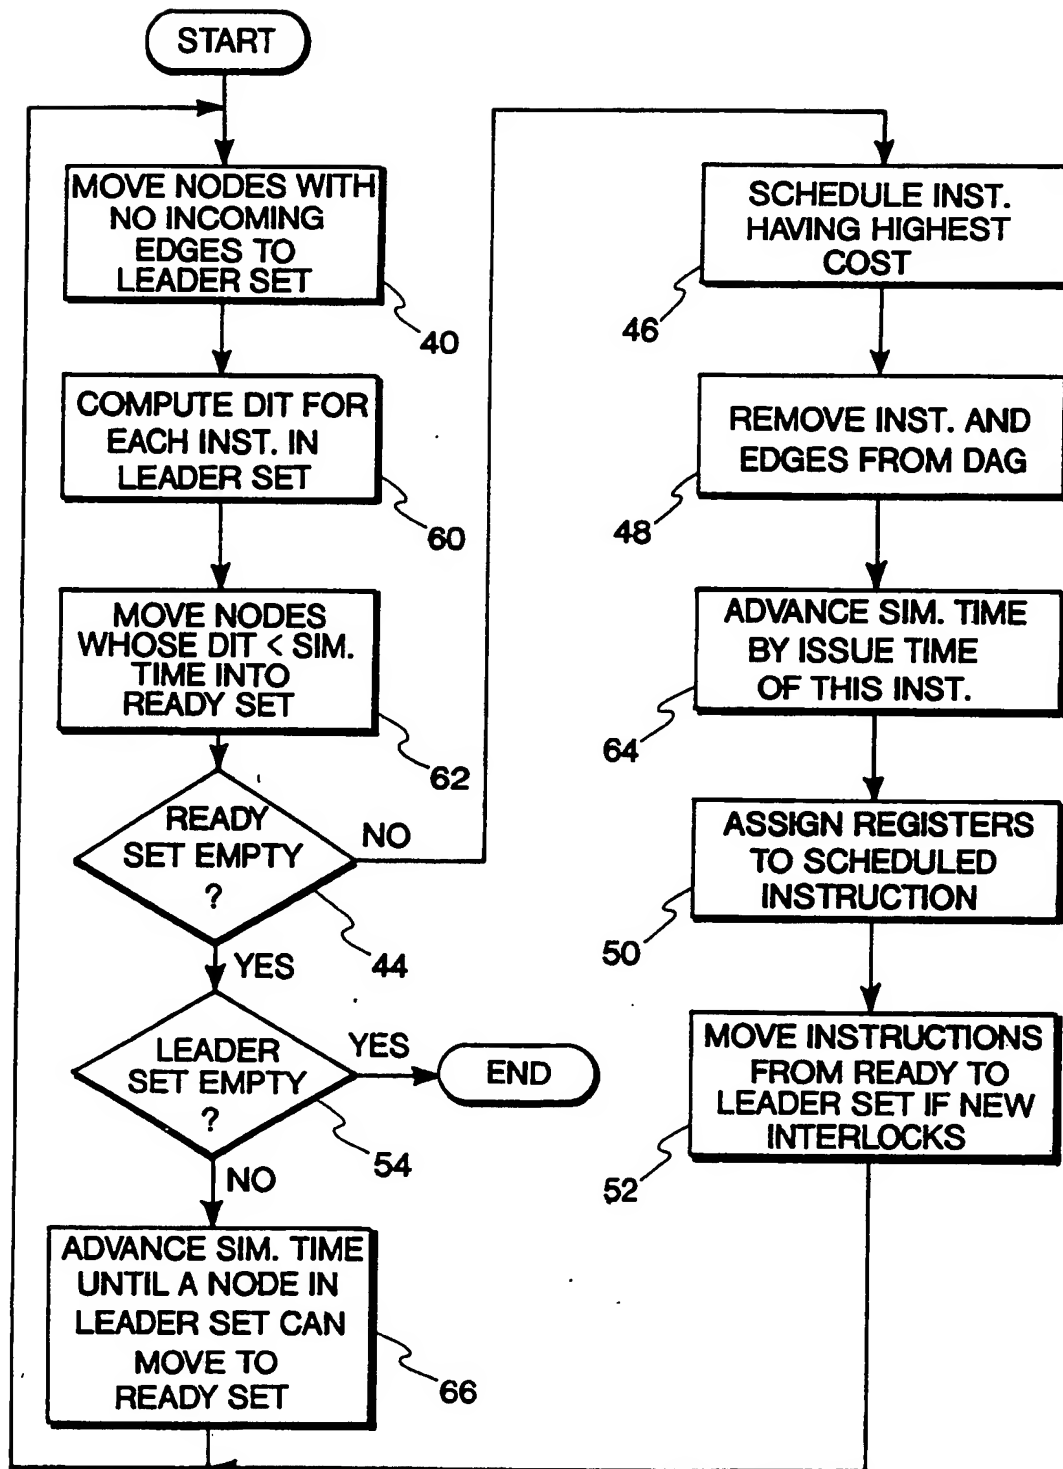 START
MOVE NODES WITH
NO INCOMING
EDGES TO
LEADER SET
40
COMPUTE DIT FOR
EACH INST. IN
LEADER SET
60
MOVE NODES
WHOSE DIT < SIM.
TIME INTO
READY SET
62
READY
SET EMPTY
?
NO
44
YES
LEADER
SET EMPTY
?
YES
END
54
NO
ADVANCE SIM. TIME
UNTIL A NODE IN
LEADER SET CAN
MOVE TO
READY SET
66
SCHEDULE INST.
HAVING HIGHEST
COST
46
REMOVE INST. AND
EDGES FROM DAG
48
ADVANCE SIM. TIME
BY ISSUE TIME
OF THIS INST.
64
ASSIGN REGISTERS
TO SCHEDULED
INSTRUCTION
50
MOVE INSTRUCTIONS
FROM READY TO
LEADER SET IF NEW
INTERLOCKS
52